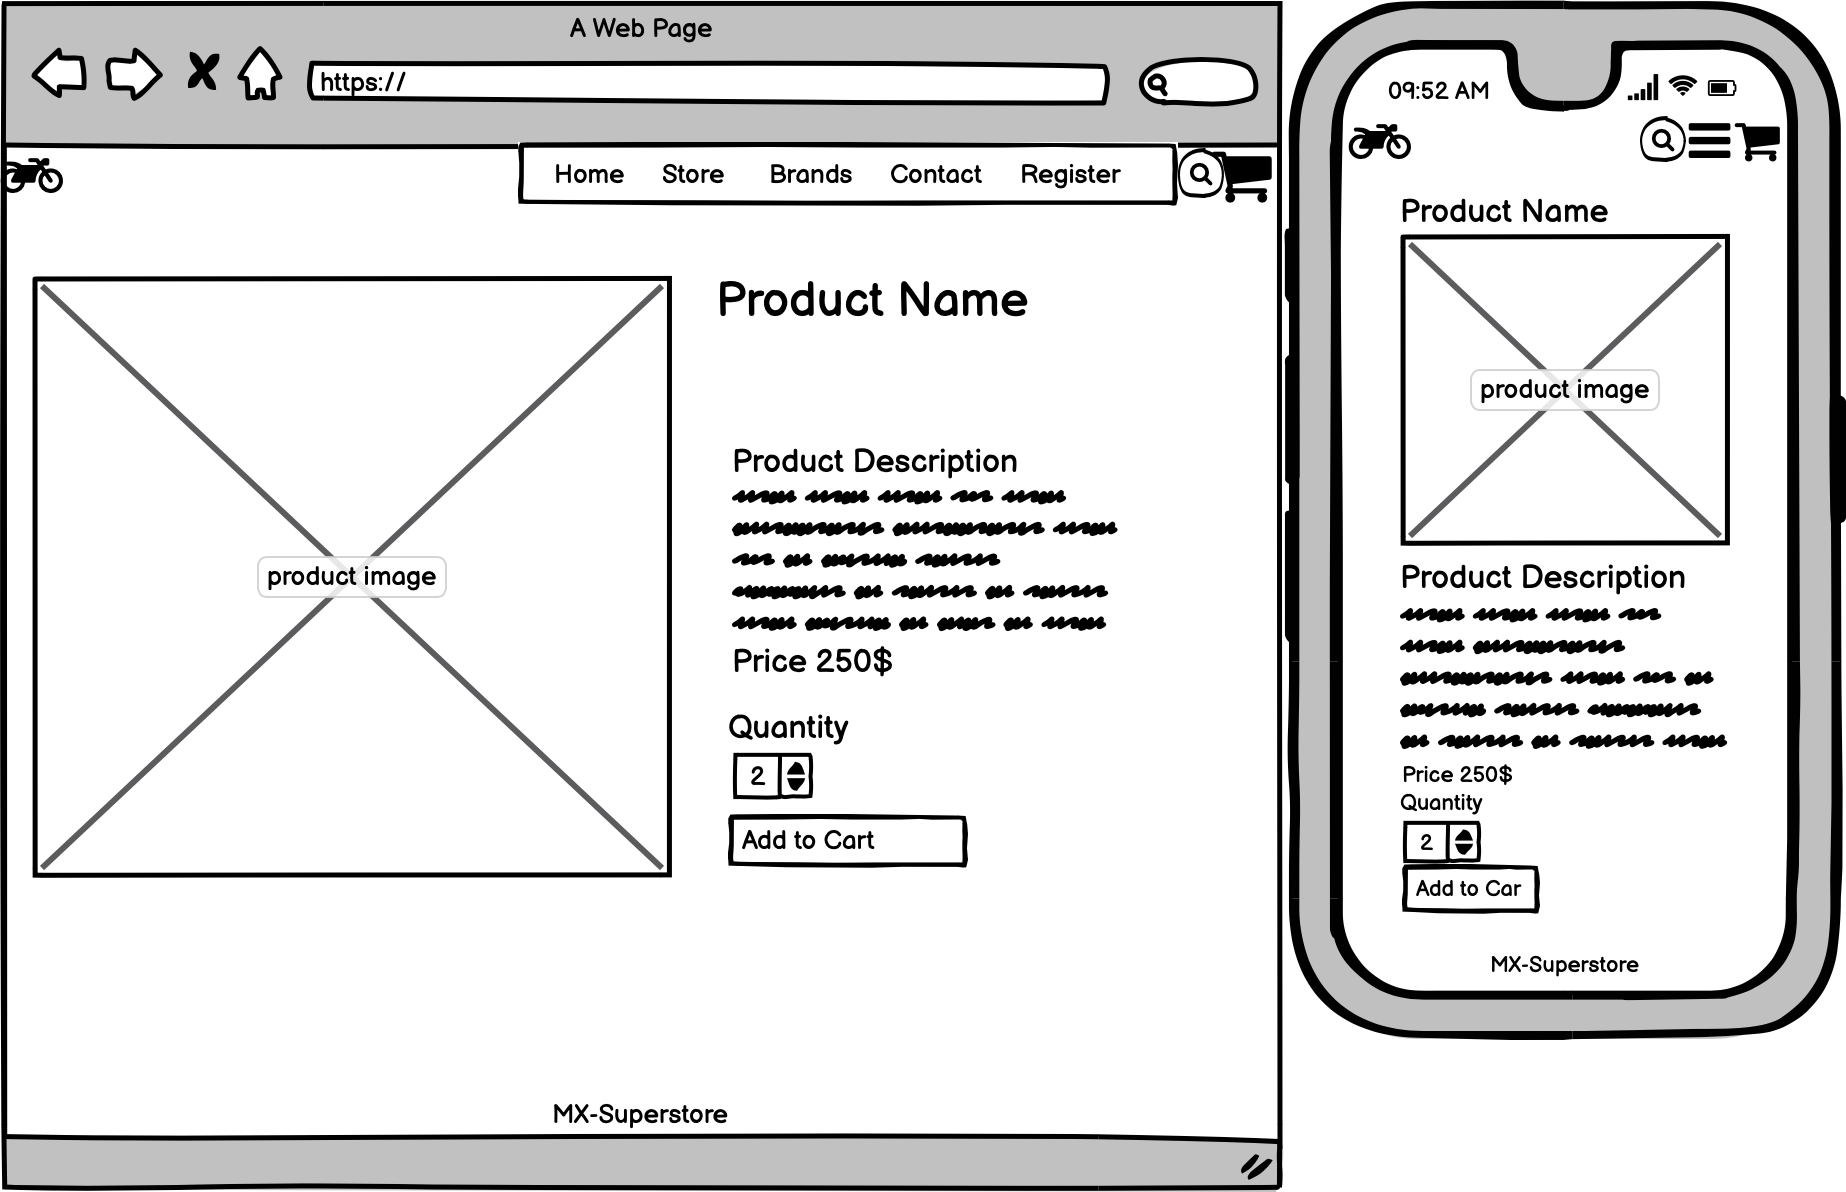 A Web Page
https://
Home Store Brands Contact Register
Product Name
product image
Product Description
Price 250$
Quantity
2
Add to Cart
MX-Superstore
09:52 AM
Product Name
product image
Product Description
Price 250$
Quantity
2
Add to Car
MX-Superstore